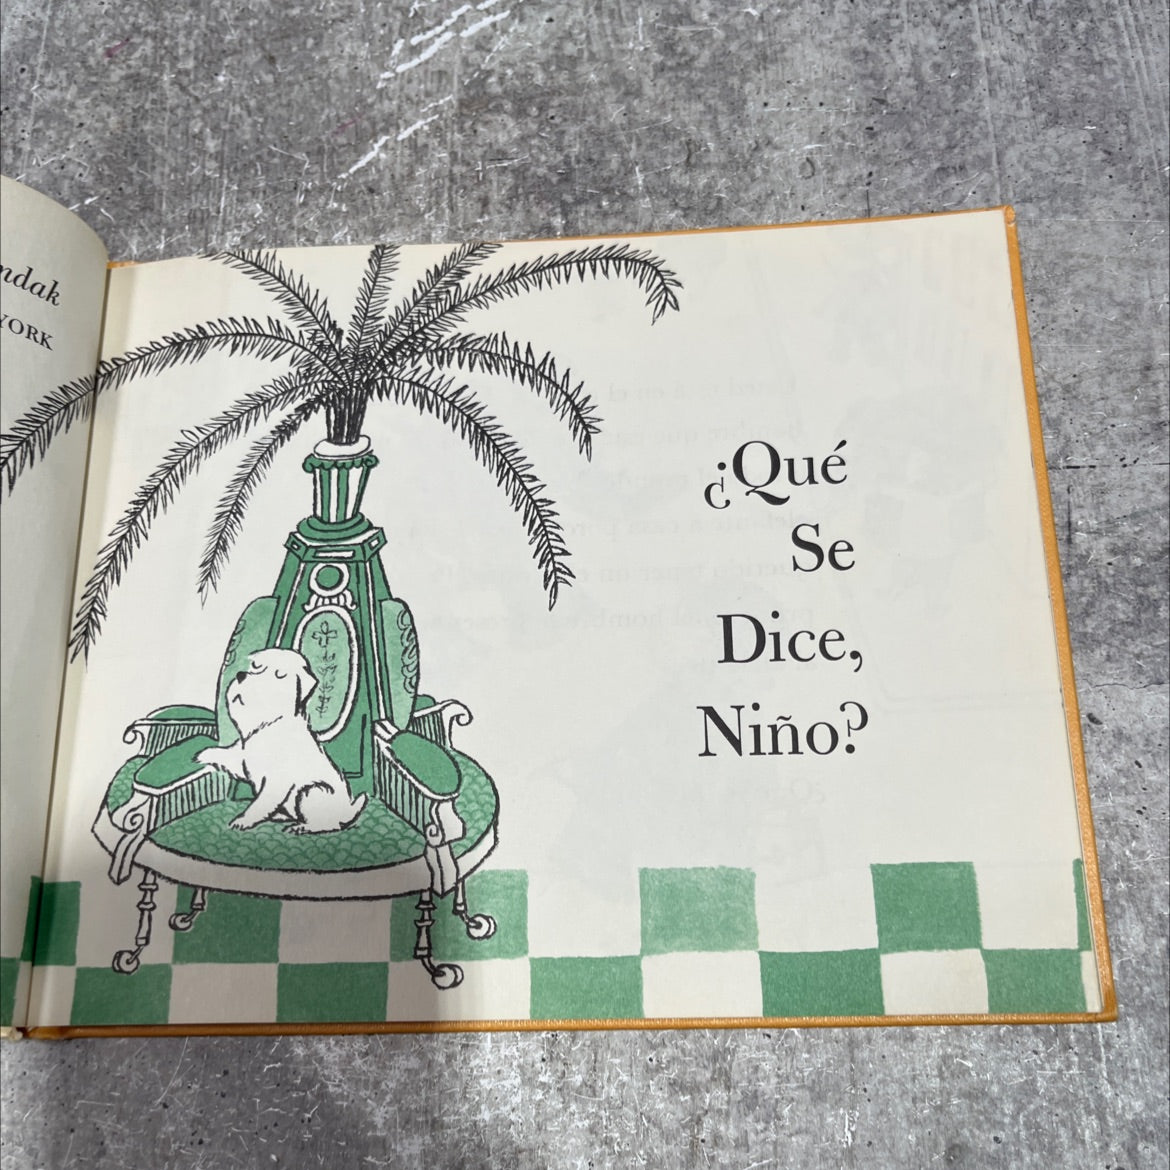 ndak
YORK
¿Qué
Se
Dice,
Niño?